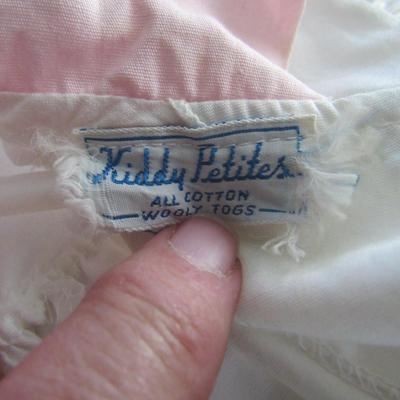 Kiddy Petites
ALL COTTON
WOOLY TOGS